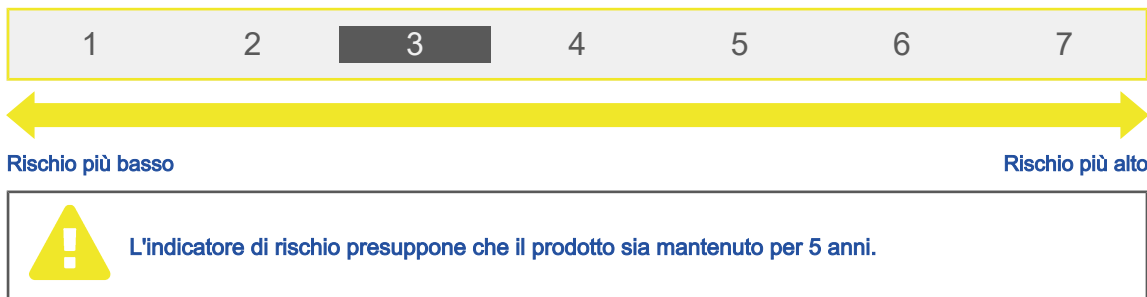 1 2 3 4 5 6 7
Rischio più basso Rischio più alto
L'indicatore di rischio presuppone che il prodotto sia mantenuto per 5 anni.